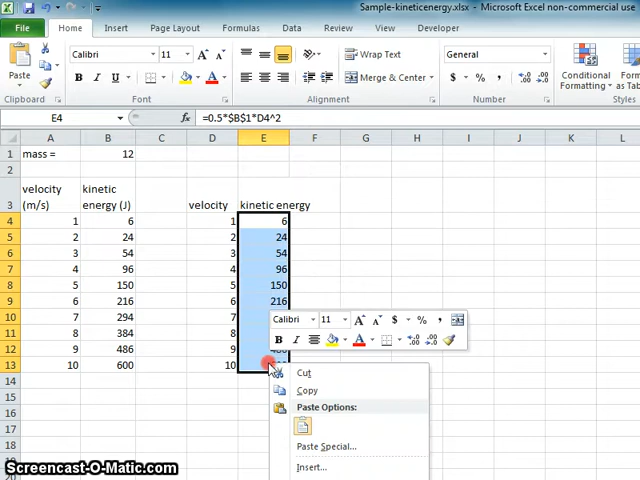 Sample-kineticenergy.xlsx - Microsoft Excel non-commercial use
File Home Insert Page Layout Formulas Data Review View Developer
Paste
Calibri 11 A A
B I U A
Wrap Text
Merge & Center
General
$ % ,
Conditional Formatting
Form
as Tab
Clipboard Font Alignment Number
E4 fx =0.5*$B$1*D4^2
A B C D E F G H I J K L
1 mass = 12
2
3 velocity (m/s) kinetic energy (J) velocity kinetic energy
4 1 6 1 6
5 2 24 2 24
6 3 54 3 54
7 4 96 4 96
8 5 150 5 150
9 6 216 6 216
10 7 294 7
11 8 384 8
12 9 486 9
13 10 600 10
14
15
16
17
18
19
Calibri 11 A A $ % ,
B I A
Cut
Copy
Paste Options:
Paste Special...
Insert...
Screencast-O-Matic.com